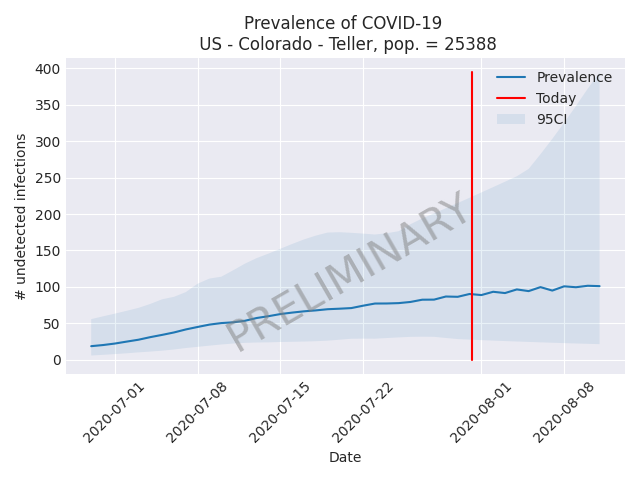 Prevalence of COVID-19
US - Colorado - Teller, pop. = 25388
# undetected infections
400
350
300
250
200
150
100
50
0
Prevalence
Today
95CI
PRELIMINARY
2020-07-01
2020-07-08
2020-07-15
2020-07-22
2020-08-01
2020-08-08
Date